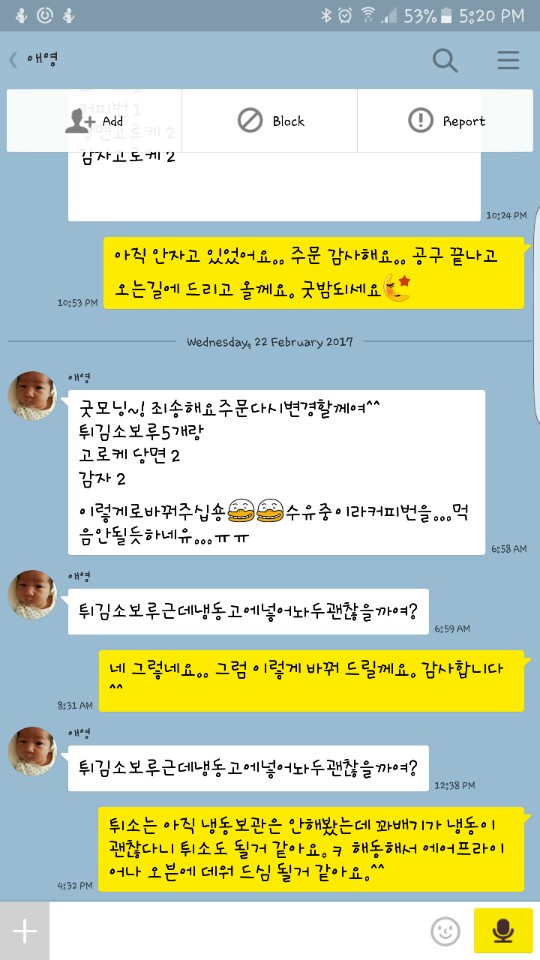 53% 5:20 PM
애영
Add Block Report
커피번 1
당면고로케 2
감자고로케 2
10:24 PM
아직 안자고 있었어요.. 주문 감사해요.. 공구 끝나고
오는길에 드리고 올께요. 굿밤되세요
10:53 PM
Wednesday, 22 February 2017
애영
굿모닝~! 죄송해요주문다시변경할께여^^
튀김소보루5개랑
고로케 당면 2
감자 2
이렇게로바꿔주십숑 수유중이라커피번을...먹
음안될듯하네유...ㅠㅠ
6:58 AM
애영
튀김소보루근데냉동고에넣어놔두괜찮을까여?
6:59 AM
네 그렇네요.. 그럼 이렇게 바꿔 드릴께요. 감사합니다
^^
8:31 AM
애영
튀김소보루근데냉동고에넣어놔두괜찮을까여?
12:38 PM
튀소는 아직 냉동보관은 안해봤는데 꽈배기가 냉동이
괜찮다니 튀소도 될거 같아요.ㅋ 해동해서 에어프라이
어나 오븐에 데워 드심 될거 같아요.^^
4:32 PM